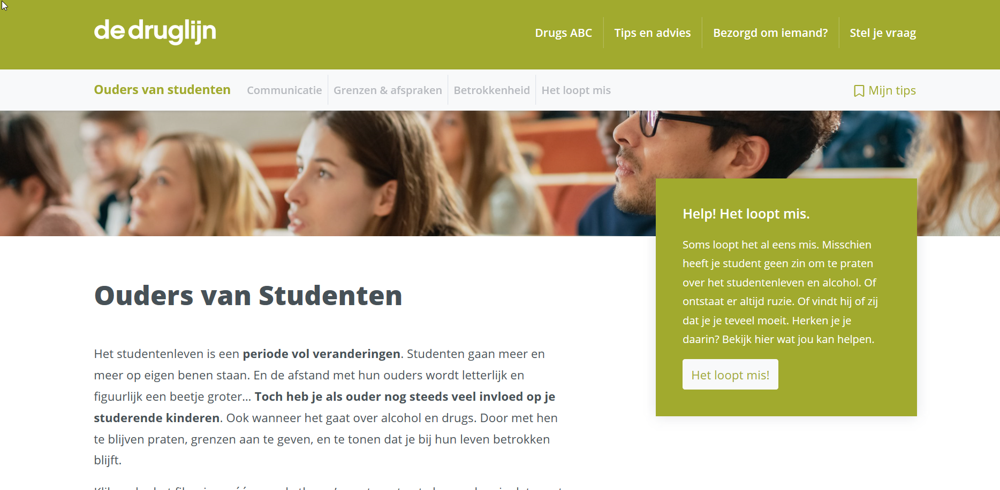 de druglijn
Drugs ABC
Tips en advies
Bezorgd om iemand?
Stel je vraag
Ouders van studenten
Communicatie
Grenzen & afspraken
Betrokkenheid
Het loopt mis
Mijn tips
Help! Het loopt mis.
Soms loopt het al eens mis. Misschien
heeft je student geen zin om te praten
over het studentenleven en alcohol. Of
ontstaat er altijd ruzie. Of vindt hij of zij
dat je je teveel moeit. Herken je je
daarin? Bekijk hier wat jou kan helpen.
Het loopt mis!
Ouders van Studenten
Het studentenleven is een periode vol veranderingen. Studenten gaan meer en
meer op eigen benen staan. En de afstand met hun ouders wordt letterlijk en
figuurlijk een beetje groter... Toch heb je als ouder nog steeds veel invloed op je
studerende kinderen. Ook wanneer het gaat over alcohol en drugs. Door met hen
te blijven praten, grenzen aan te geven, en te tonen dat je bij hun leven betrokken
blijft.